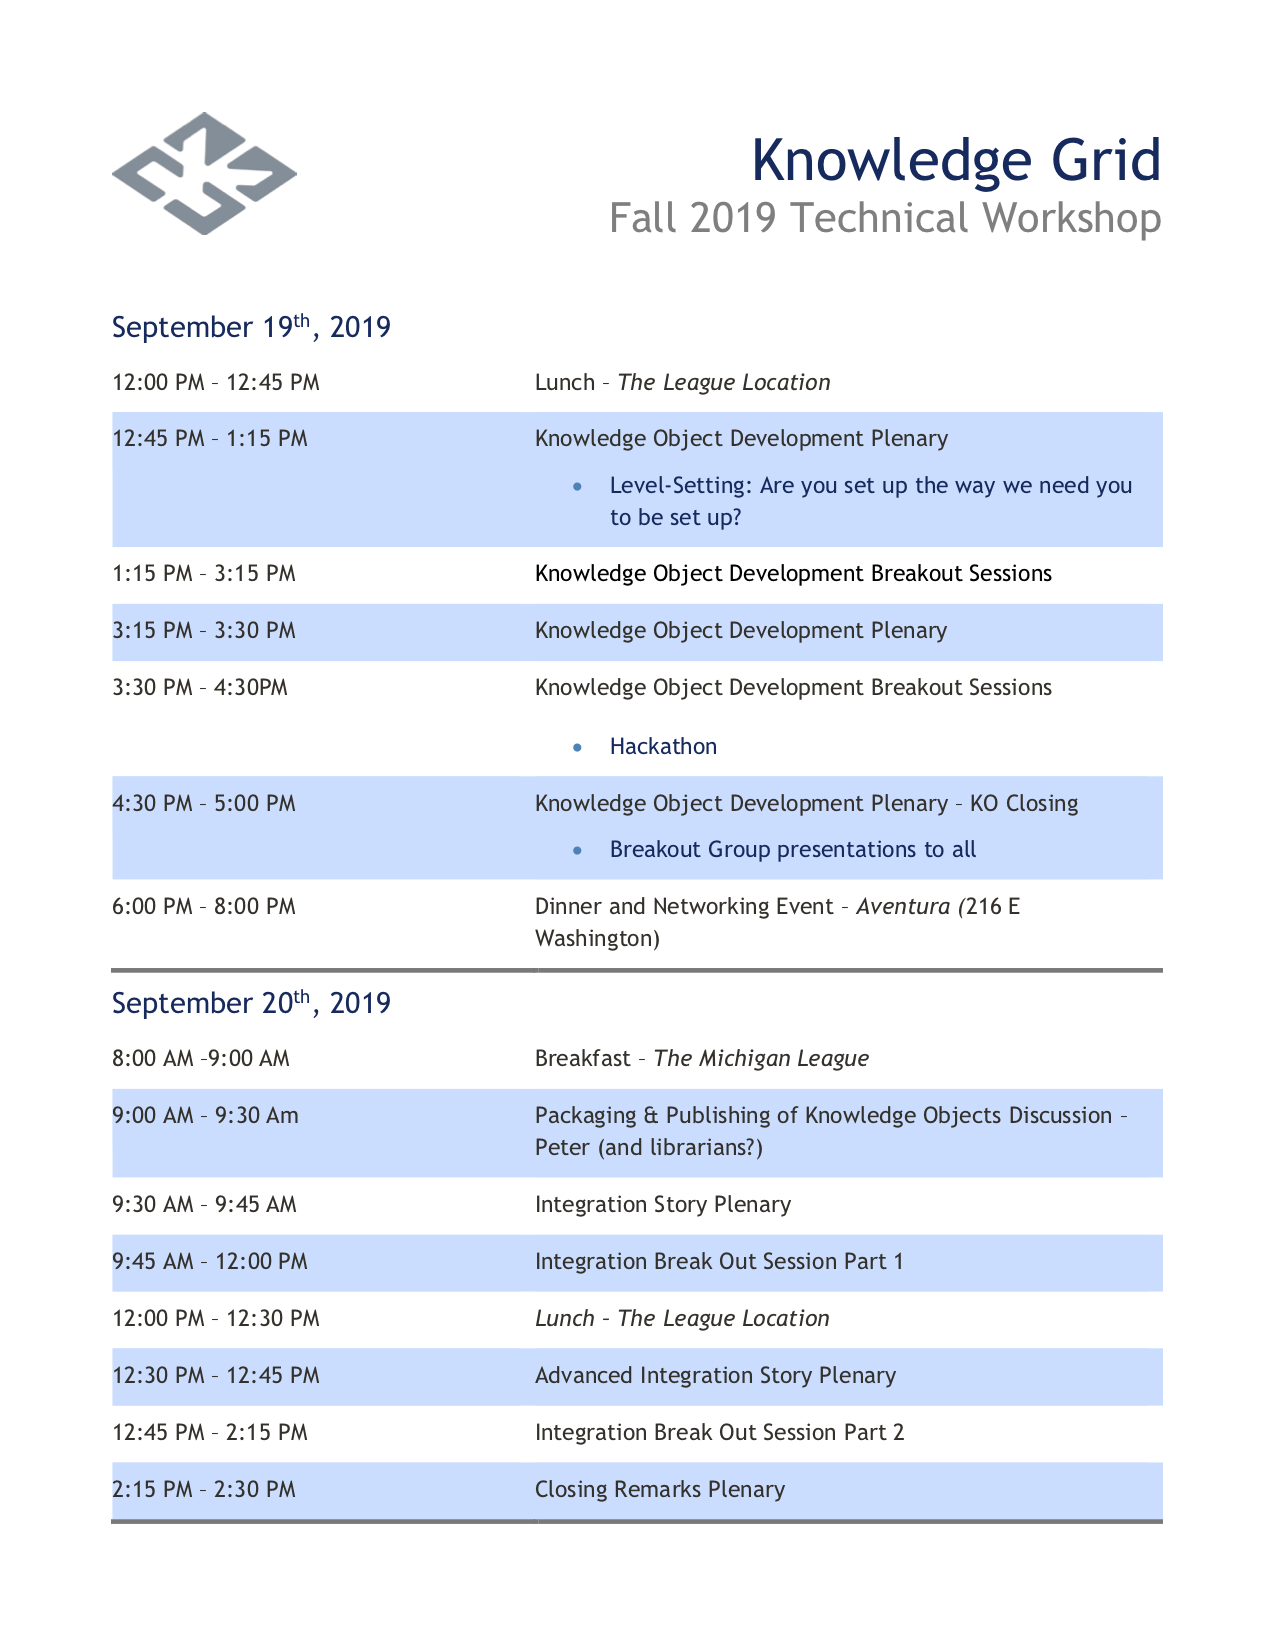 Knowledge Grid
Fall 2019 Technical Workshop
September 19th, 2019
12:00 PM – 12:45 PM Lunch – The League Location
12:45 PM – 1:15 PM Knowledge Object Development Plenary
• Level-Setting: Are you set up the way we need you
to be set up?
1:15 PM – 3:15 PM Knowledge Object Development Breakout Sessions
3:15 PM – 3:30 PM Knowledge Object Development Plenary
3:30 PM – 4:30PM Knowledge Object Development Breakout Sessions
• Hackathon
4:30 PM – 5:00 PM Knowledge Object Development Plenary – KO Closing
• Breakout Group presentations to all
6:00 PM – 8:00 PM Dinner and Networking Event – Aventura (216 E
Washington)
September 20th, 2019
8:00 AM –9:00 AM Breakfast – The Michigan League
9:00 AM – 9:30 Am Packaging & Publishing of Knowledge Objects Discussion –
Peter (and librarians?)
9:30 AM – 9:45 AM Integration Story Plenary
9:45 AM – 12:00 PM Integration Break Out Session Part 1
12:00 PM – 12:30 PM Lunch – The League Location
12:30 PM – 12:45 PM Advanced Integration Story Plenary
12:45 PM – 2:15 PM Integration Break Out Session Part 2
2:15 PM – 2:30 PM Closing Remarks Plenary